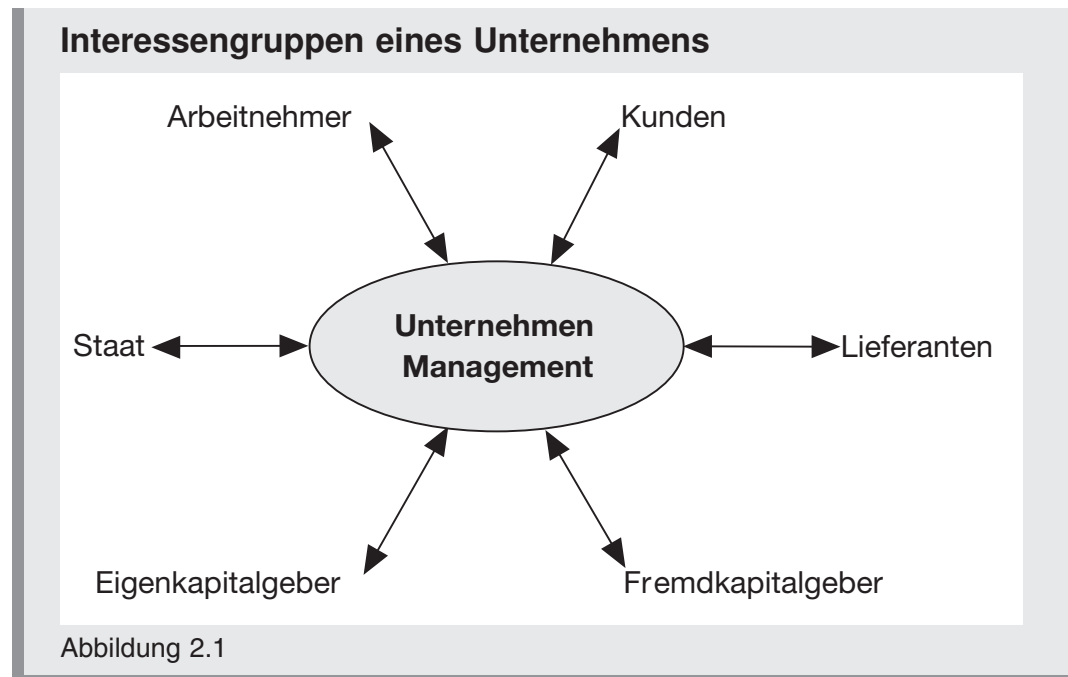 Interessengruppen eines Unternehmens
Arbeitnehmer
Kunden
Unternehmen
Management
Staat
Lieferanten
Eigenkapitalgeber
Fremdkapitalgeber
Abbildung 2.1